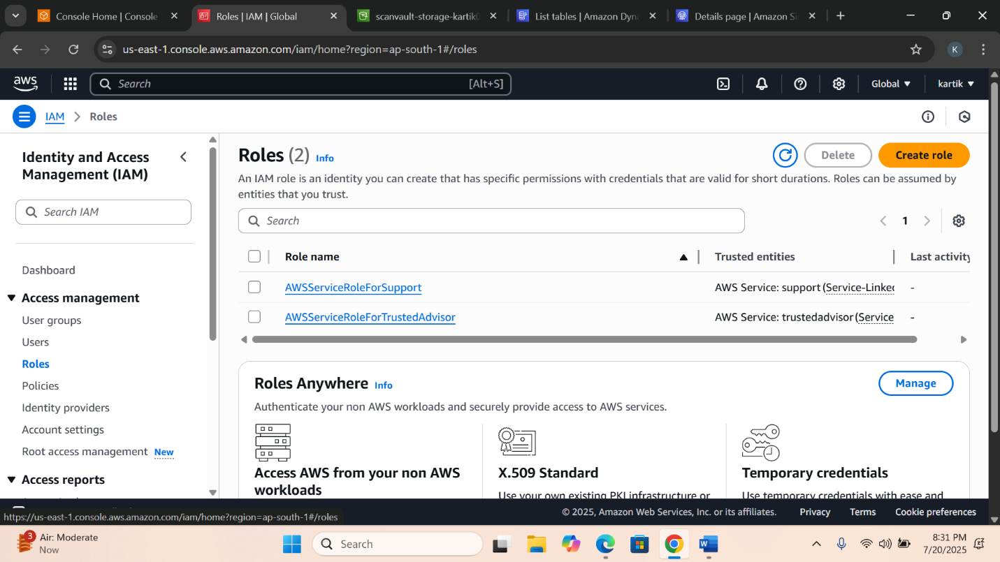 Console Home | Console
Roles | IAM | Global
scanvault-storage-kartik
List tables | Amazon Dyn
Details page | Amazon Si
us-east-1.console.aws.amazon.com/iam/home?region=ap-south-1#/roles
K
aws
Search
[Alt+S]
Global
kartik
IAM
Roles
Identity and Access
Management (IAM)
Search IAM
Dashboard
Access management
User groups
Users
Roles
Policies
Identity providers
Account settings
Root access management New
Access reports
Roles (2) Info
Delete
Create role
An IAM role is an identity you can create that has specific permissions with credentials that are valid for short durations. Roles can be assumed by
entities that you trust.
Search
1
Role name
Trusted entities
Last activity
AWSServiceRoleForSupport
AWS Service: support (Service-Linked
-
AWSServiceRoleForTrustedAdvisor
AWS Service: trustedadvisor (Service
-
Roles Anywhere Info
Manage
Authenticate your non AWS workloads and securely provide access to AWS services.
Access AWS from your non AWS
workloads
X.509 Standard
Use your own existing PKI infrastructure or
Temporary credentials
Use temporary credentials with ease and
© 2025, Amazon Web Services, Inc. or its affiliates.
Privacy
Terms
Cookie preferences
https://us-east-1.console.aws.amazon.com/iam/home?region=ap-south-1#/roles
3
Air: Moderate
Now
Search
W
8:31 PM
7/20/2025